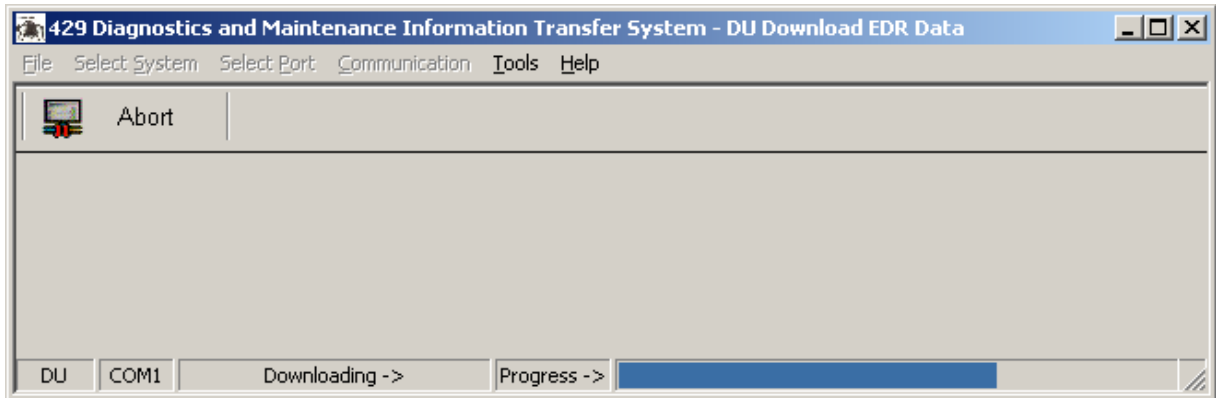 429 Diagnostics and Maintenance Information Transfer System - DU Download EDR Data
File Select System Select Port Communication Tools Help
Abort
DU COM1 Downloading -> Progress ->